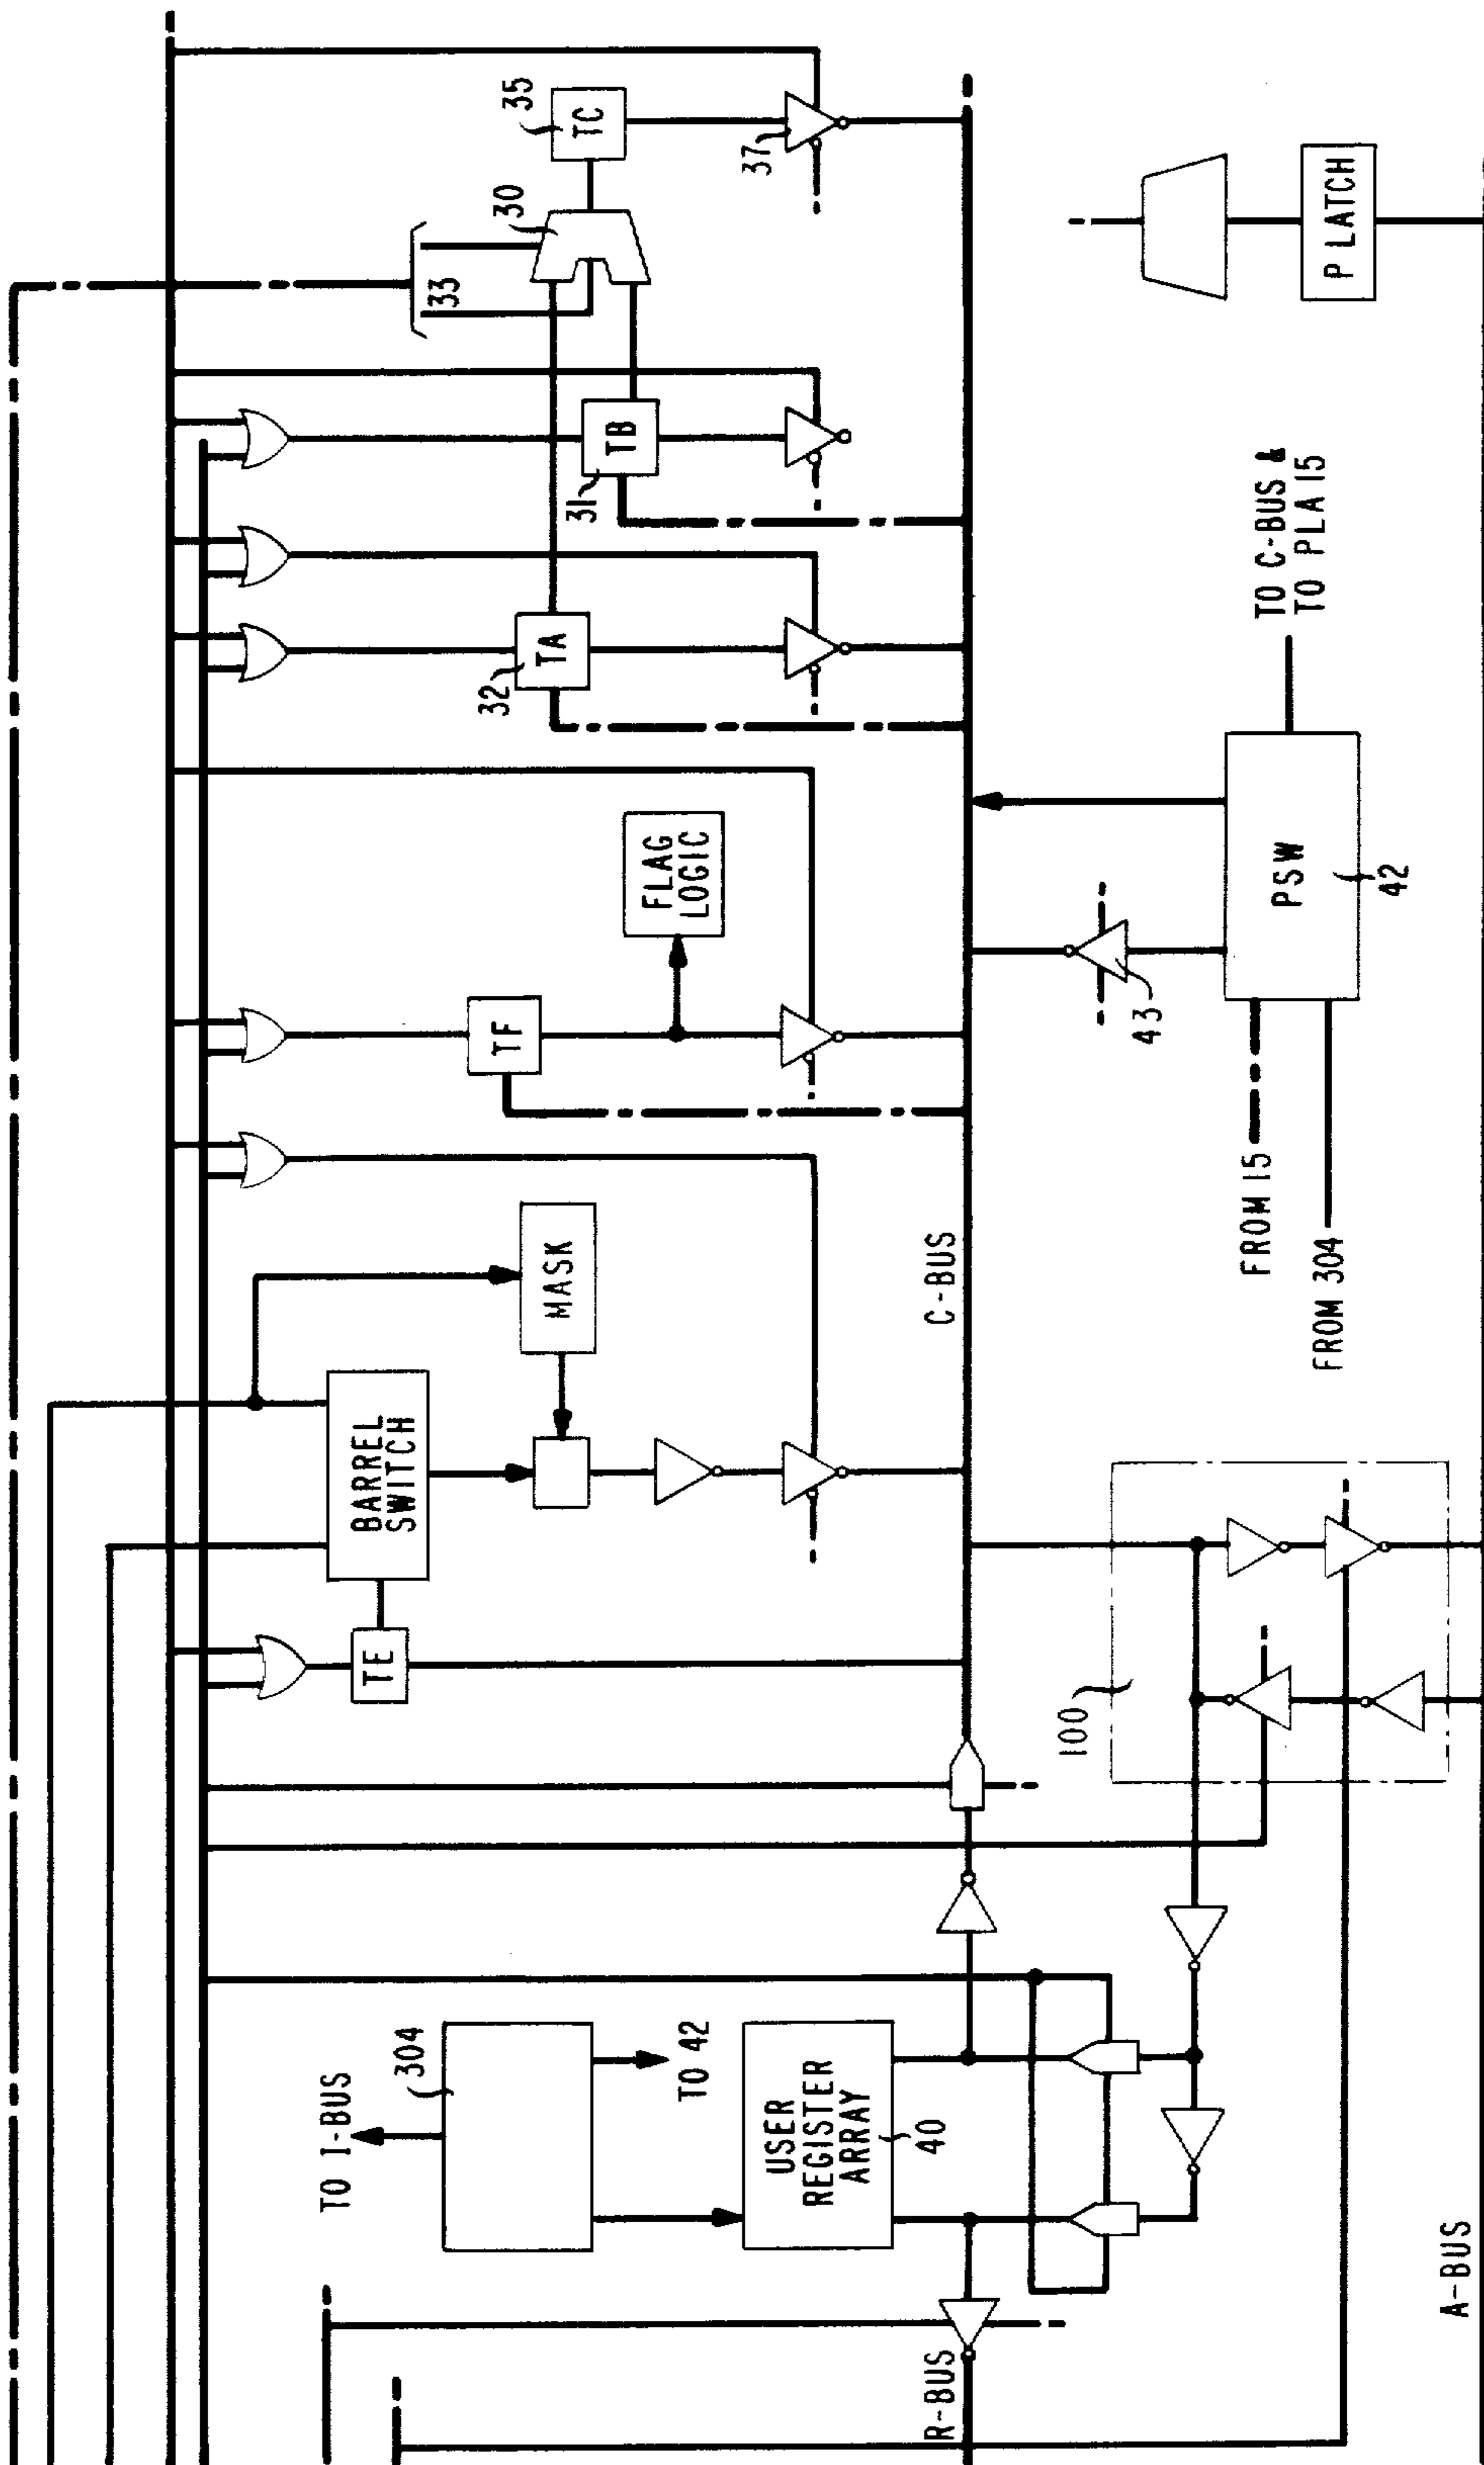 TO I-BUS
304
TO 42
USER
REGISTER
ARRAY
40
R-BUS
A-BUS
TE
BARREL
SWITCH
MASK
C-BUS
100
TF
FLAG
LOGIC
FROM 15
FROM 304
43
PSW
42
TO C-BUS &
TO PLA 15
TA
32
TB
31
33
30
TC
35
37
P LATCH